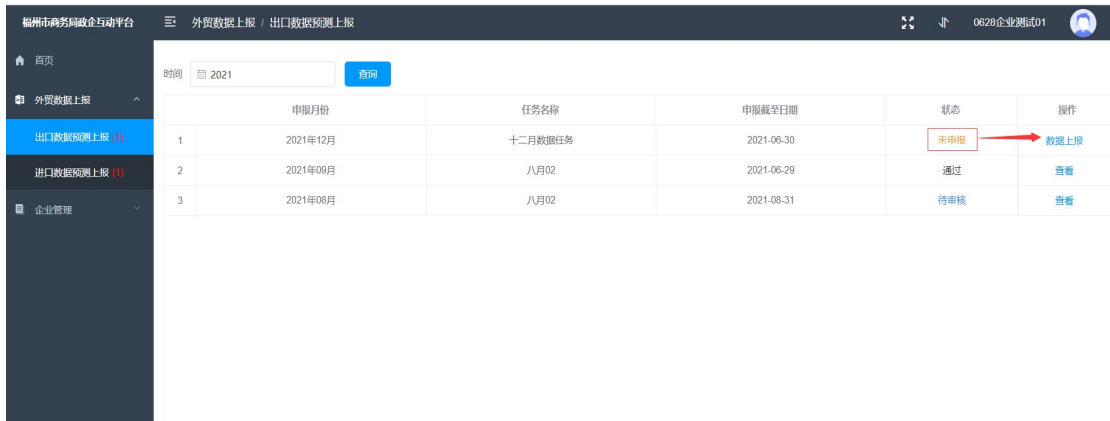 福州市商务局政企互动平台 外贸数据上报 / 出口数据预测上报 0628企业测试01
首页
外贸数据上报
出口数据预测上报 (1)
进口数据预测上报 (1)
企业管理
时间 2021 查询
申报月份 任务名称 申报截至日期 状态 操作
1 2021年12月 十二月数据任务 2021-06-30 未申报 数据上报
2 2021年09月 八月02 2021-06-29 通过 查看
3 2021年08月 八月02 2021-08-31 待审核 查看